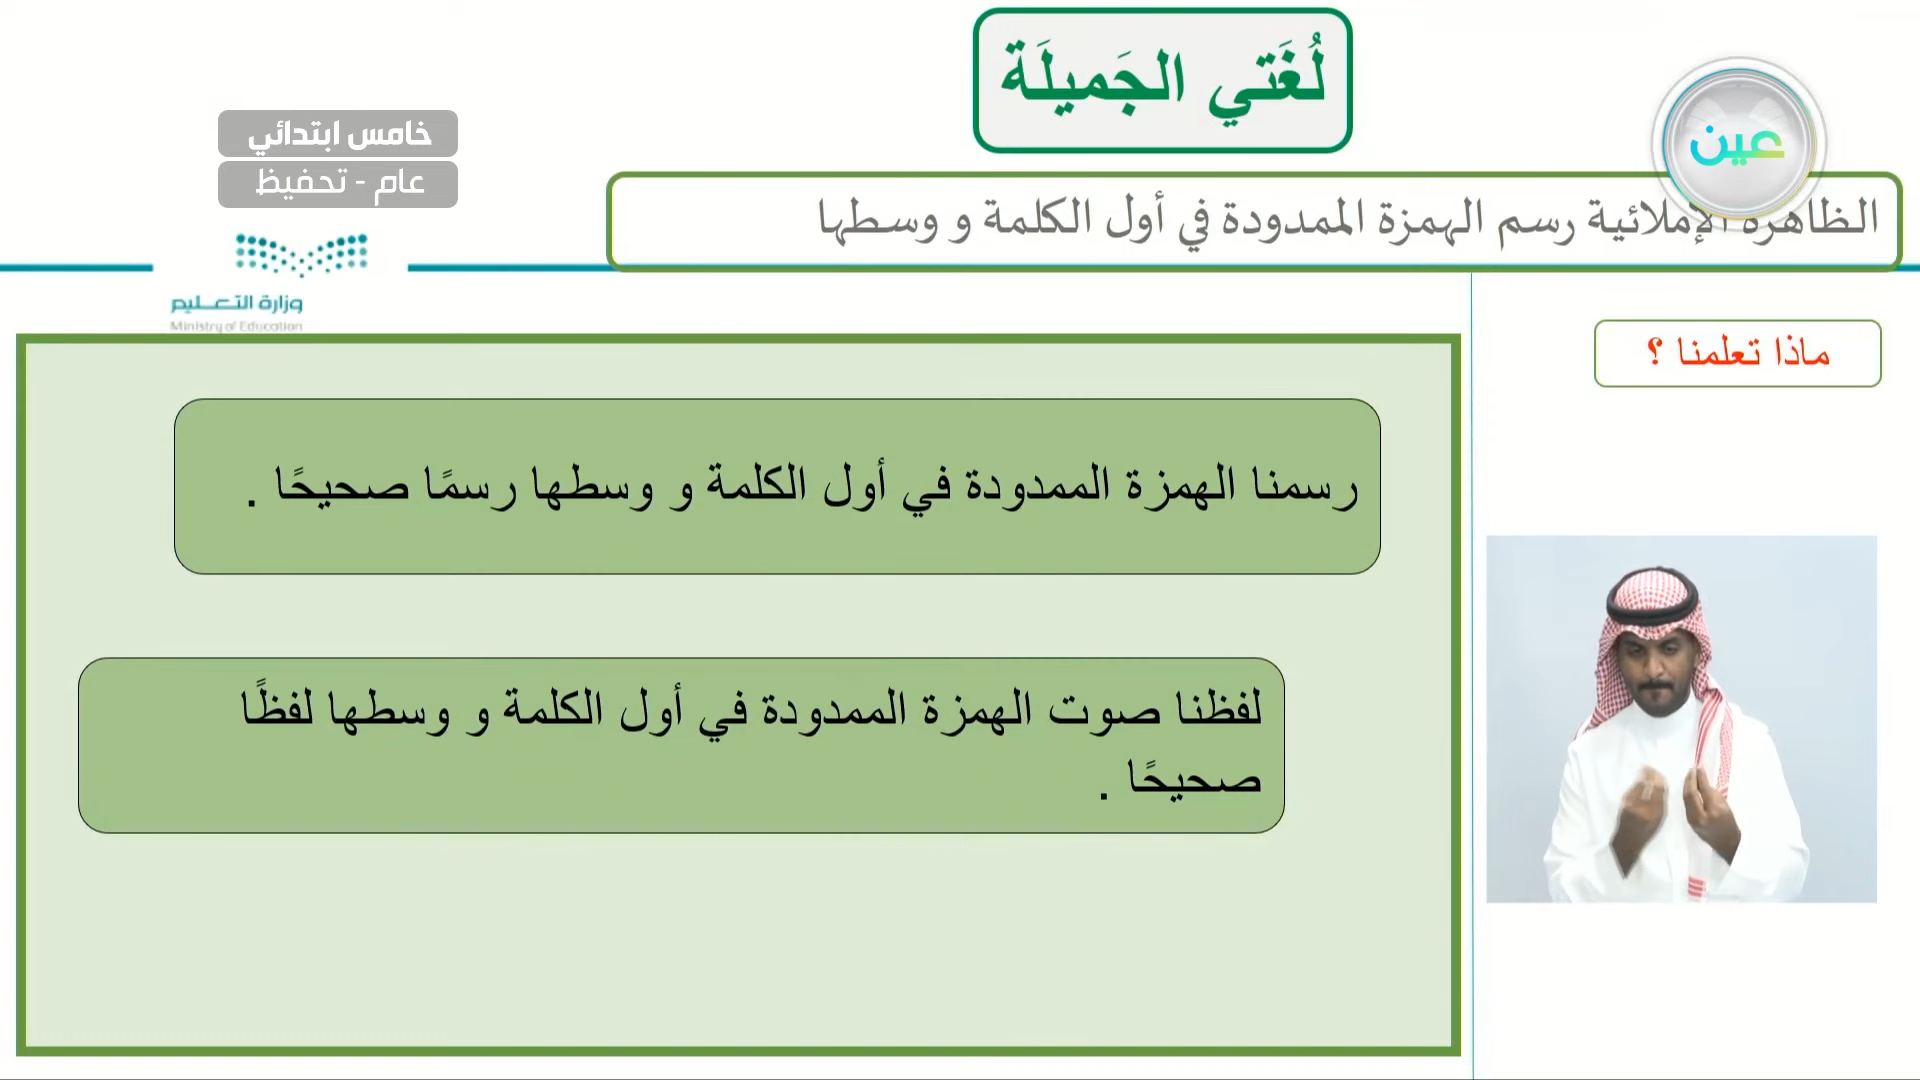 لُغَتي الجَميلَة
عين
خامس ابتدائي
عام - تحفيظ
الظاهرة الإملائية رسم الهمزة الممدودة في أول الكلمة و وسطها
وزارة التعليم
Ministry of Education
ماذا تعلمنا ؟
رسمنا الهمزة الممدودة في أول الكلمة و وسطها رسمًا صحيحًا .
لفظنا صوت الهمزة الممدودة في أول الكلمة و وسطها لفظًا
صحيحًا .